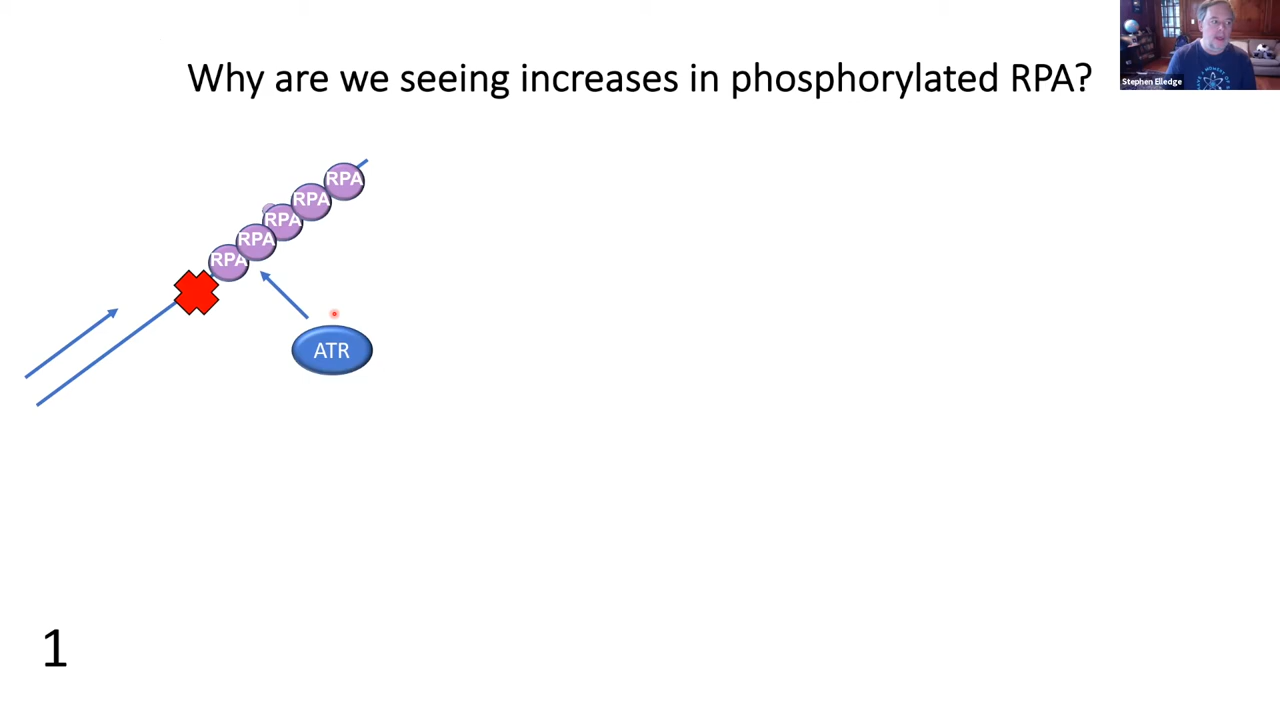 Why are we seeing increases in phosphorylated RPA?
Stephen Elledge
RPA
RPA
RPA
RPA
RPA
ATR
1